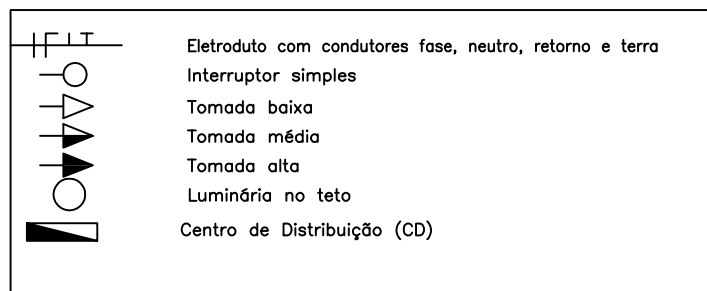 Eletroduto com condutores fase, neutro, retorno e terra
Interruptor simples
Tomada baixa
Tomada média
Tomada alta
Luminária no teto
Centro de Distribuição (CD)